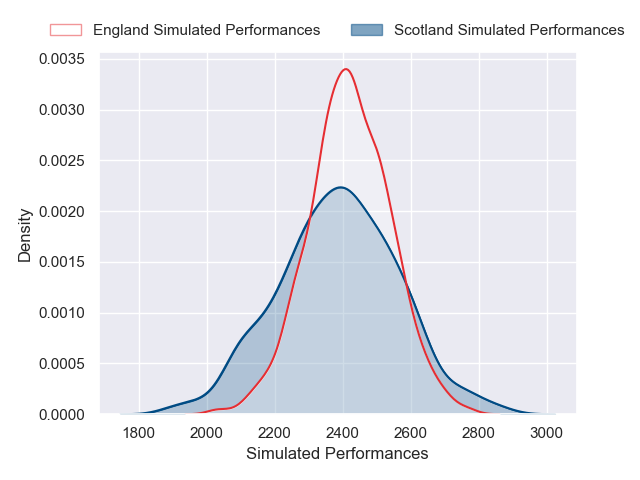 England Simulated Performances Scotland Simulated Performances
0.0035
0.0030
0.0025
0.0020
0.0015
0.0010
0.0005
0.0000
Density
1800 2000 2200 2400 2600 2800 3000
Simulated Performances